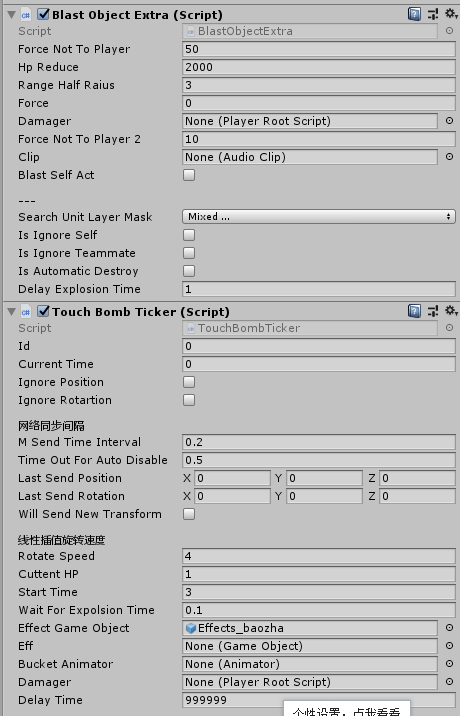 Blast Object Extra (Script)
Script BlastObjectExtra
Force Not To Player 50
Hp Reduce 2000
Range Half Raius 3
Force 0
Damager None (Player Root Script)
Force Not To Player 2 10
Clip None (Audio Clip)
Blast Self Act
---
Search Unit Layer Mask Mixed ...
Is Ignore Self
Is Ignore Teammate
Is Automatic Destroy
Delay Explosion Time 1
Touch Bomb Ticker (Script)
Script TouchBombTicker
Id 0
Current Time 0
Ignore Position
Ignore Rotartion
网络同步间隔
M Send Time Interval 0.2
Time Out For Auto Disable 0.5
Last Send Position X 0 Y 0 Z 0
Last Send Rotation X 0 Y 0 Z 0
Will Send New Transform
线性插值旋转速度
Rotate Speed 4
Cuttent HP 1
Start Time 3
Wait For Expolsion Time 0.1
Effect Game Object Effects_baozha
Eff None (Game Object)
Bucket Animator None (Animator)
Damager None (Player Root Script)
Delay Time 999999
个性设置，点我看看